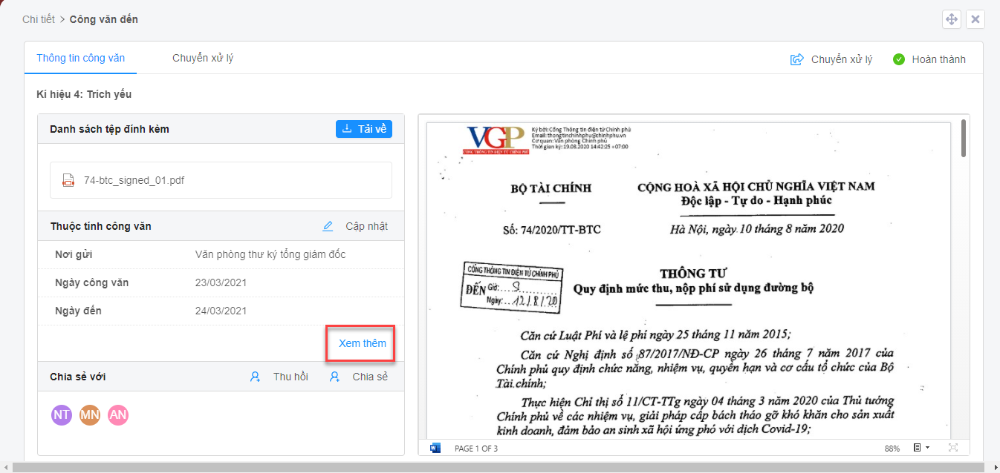 Chi tiết > Công văn đến
Thông tin công văn
Chuyển xử lý
Chuyển xử lý
Hoàn thành
Kí hiệu 4: Trích yếu
Danh sách tệp đính kèm
Tải về
74-btc_signed_01.pdf
Thuộc tính công văn
Cập nhật
Nơi gửi
Văn phòng thư ký tổng giám đốc
Ngày công văn
23/03/2021
Ngày đến
24/03/2021
Xem thêm
Chia sẻ với
Thu hồi
Chia sẻ
NT
MN
AN
VGP
CỔNG THÔNG TIN ĐIỆN TỬ CHÍNH PHỦ
Ký bởi: Cổng Thông tin điện tử Chính phủ
Email: thongtinchinhphu@chinhphu.vn
Cơ quan: Văn phòng Chính phủ
Thời gian ký: 19.08.2020 14:42:25 +07:00
BỘ TÀI CHÍNH
CỘNG HOÀ XÃ HỘI CHỦ NGHĨA VIỆT NAM
Độc lập - Tự do - Hạnh phúc
Số: 74/2020/TT-BTC
Hà Nội, ngày 10 tháng 8 năm 2020
CỔNG THÔNG TIN ĐIỆN TỬ CHÍNH PHỦ
ĐẾN
Giờ: ....S..........
Ngày: ...12/.8./.20
THÔNG TƯ
Quy định mức thu, nộp phí sử dụng đường bộ
Căn cứ Luật Phí và lệ phí ngày 25 tháng 11 năm 2015;
Căn cứ Nghị định số 87/2017/NĐ-CP ngày 26 tháng 7 năm 2017 của
Chính phủ quy định chức năng, nhiệm vụ, quyền hạn và cơ cấu tổ chức của Bộ
Tài chính;
Thực hiện Chỉ thị số 11/CT-TTg ngày 04 tháng 3 năm 2020 của Thủ tướng
Chính phủ về các nhiệm vụ, giải pháp cấp bách tháo gỡ khó khăn cho sản xuất
kinh doanh, đảm bảo an sinh xã hội ứng phó với dịch Covid-19;
PAGE 1 OF 3
88%